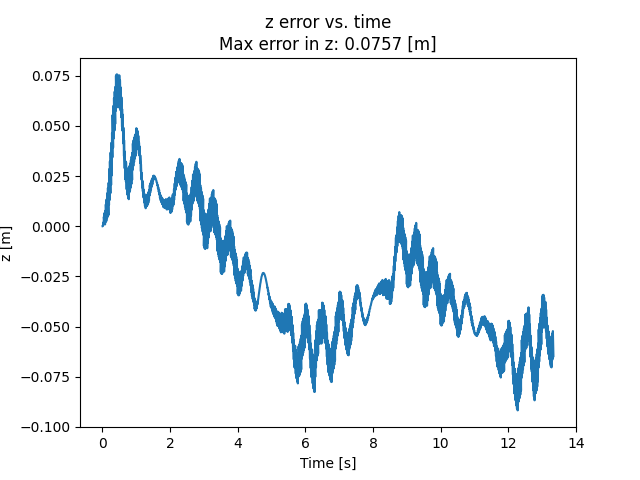 z error vs. time
Max error in z: 0.0757 [m]
0.075
0.050
0.025
0.000
−0.025
−0.050
−0.075
−0.100
z [m]
0 2 4 6 8 10 12 14
Time [s]